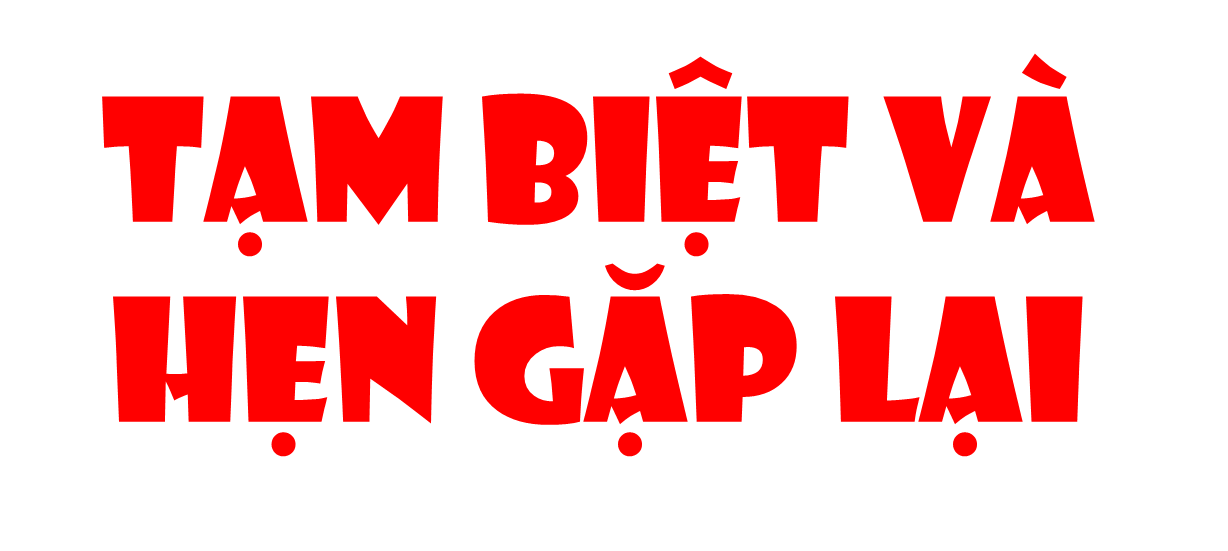 TẠM BIỆT VÀ
HẸN GẶP LẠI